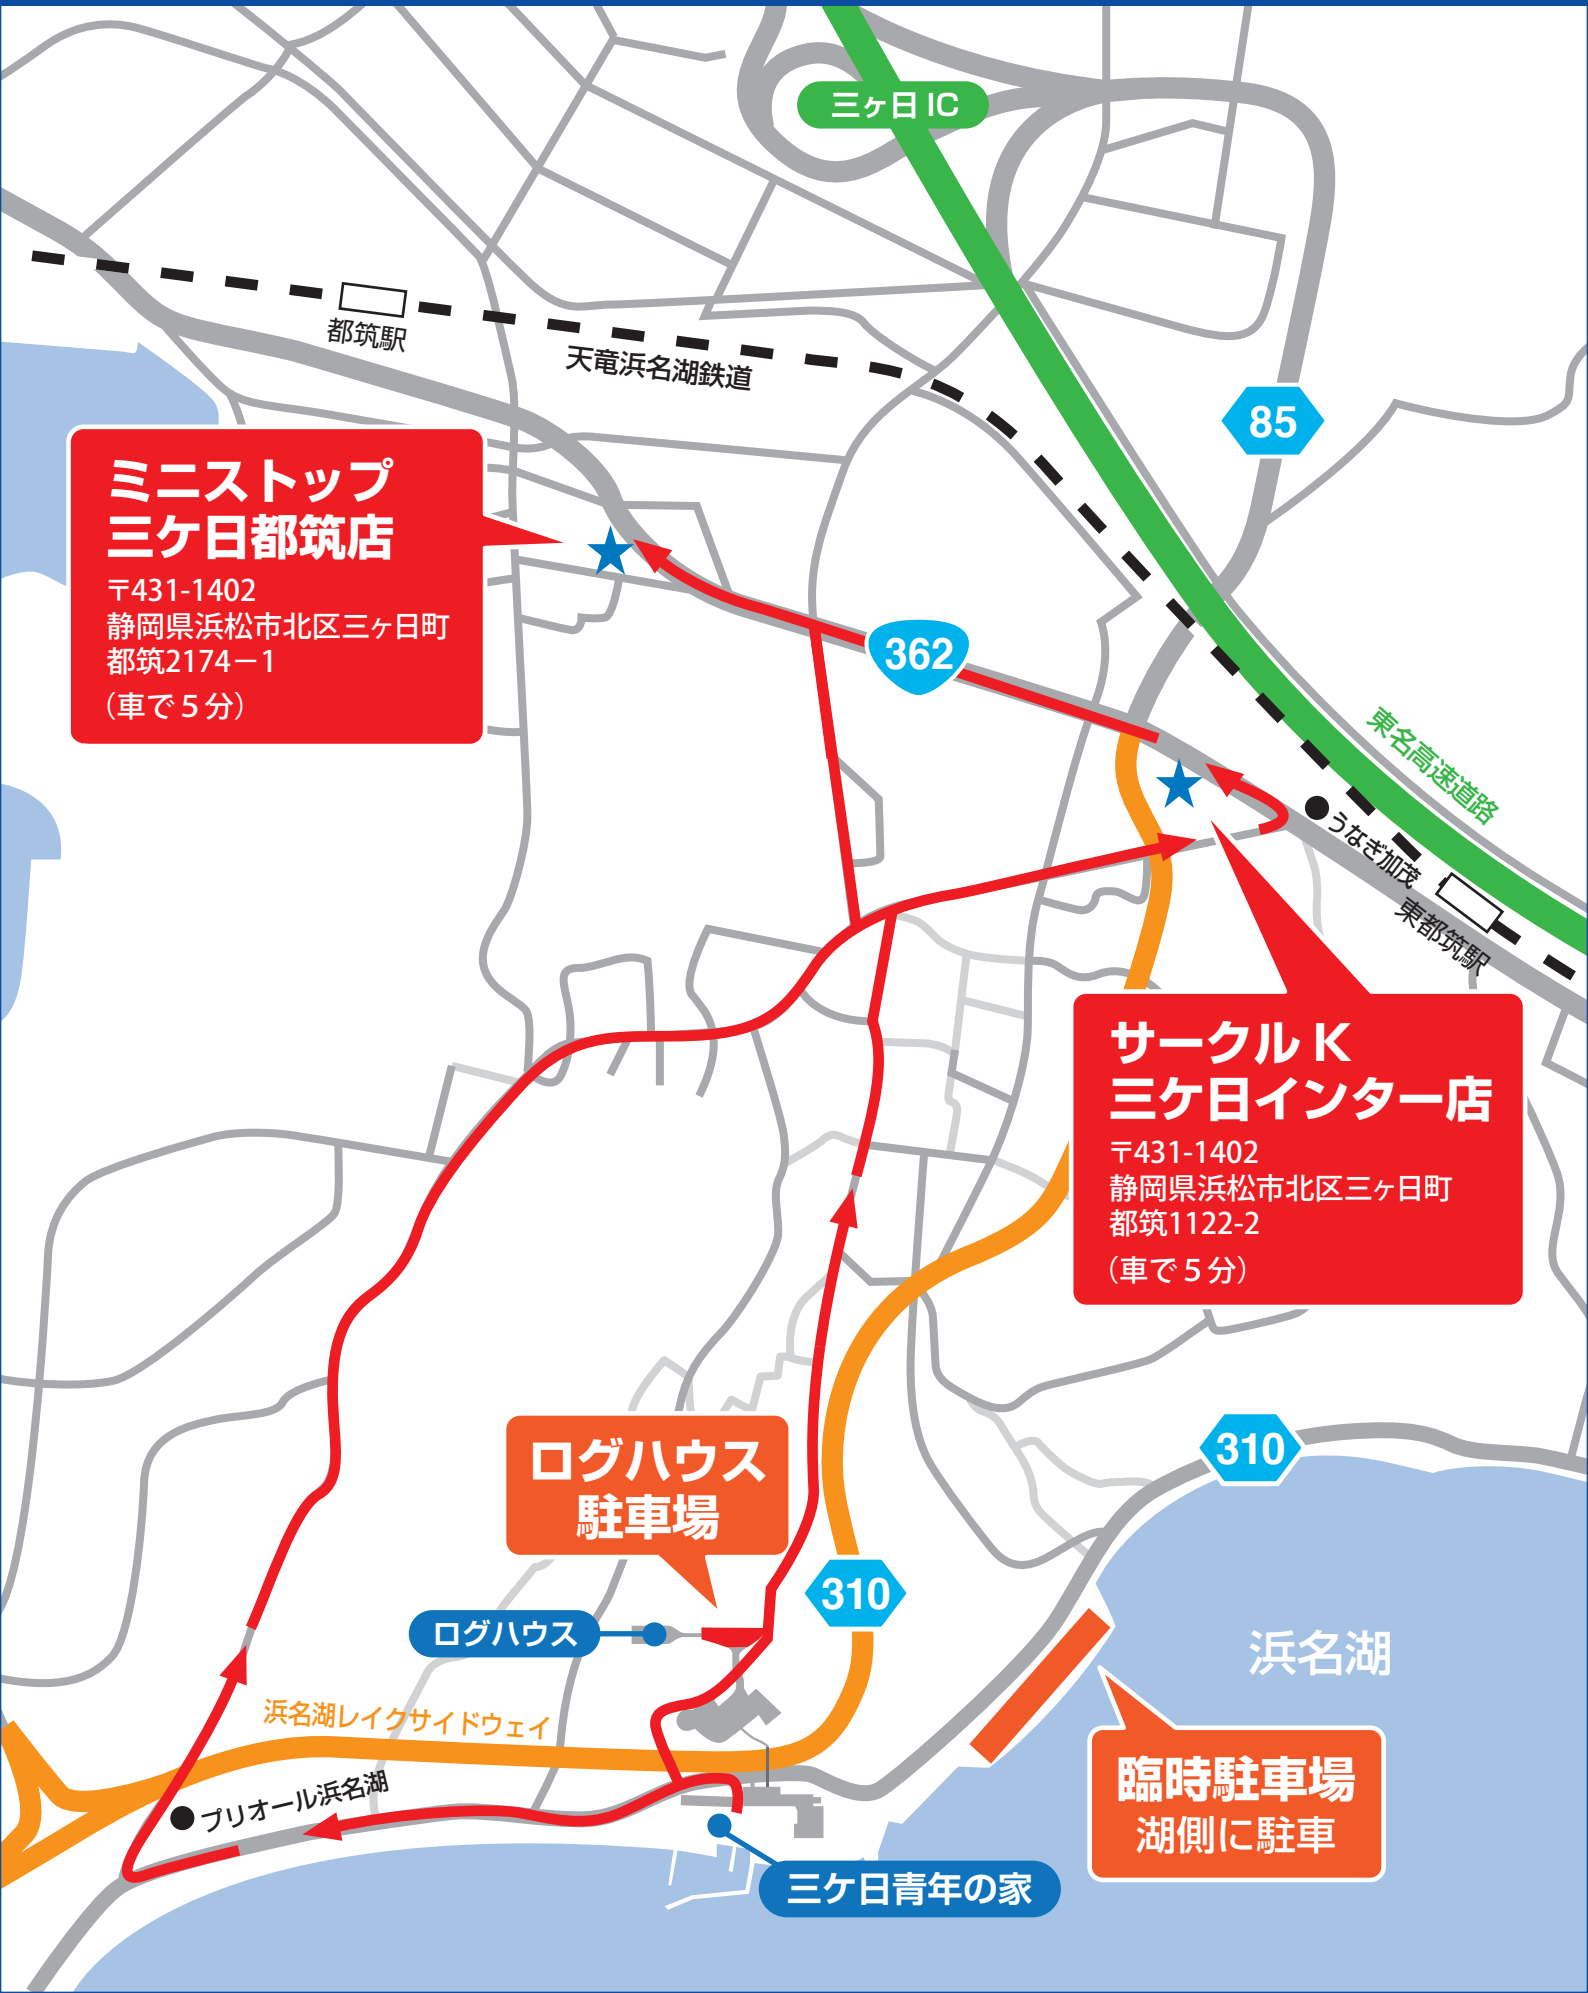 三ヶ日 IC
都筑駅
天竜浜名湖鉄道
85
ミニストップ
三ケ日都筑店
〒431-1402
静岡県浜松市北区三ヶ日町
都筑2174－1
（車で５分）
362
東名高速道路
うなぎ加茂
東都筑駅
サークル K
三ケ日インター店
〒431-1402
静岡県浜松市北区三ヶ日町
都筑1122-2
（車で５分）
ログハウス
駐車場
310
310
ログハウス
浜名湖
浜名湖レイクサイドウェイ
プリオール浜名湖
臨時駐車場
湖側に駐車
三ケ日青年の家